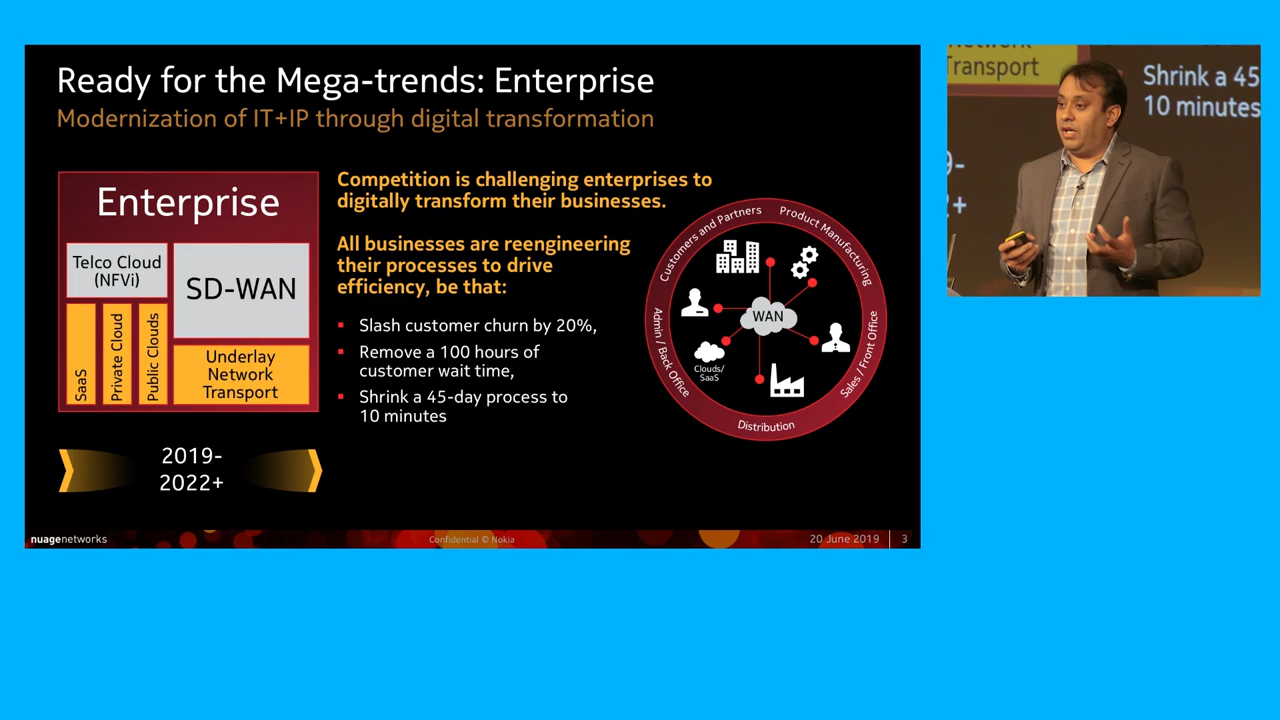 Ready for the Mega-trends: Enterprise
Modernization of IT+IP through digital transformation
Enterprise
Telco Cloud
(NFVi)
SD-WAN
SaaS
Private Cloud
Public Clouds
Underlay
Network
Transport
2019-
2022+
Competition is challenging enterprises to
digitally transform their businesses.
All businesses are reengineering
their processes to drive
efficiency, be that:
▪ Slash customer churn by 20%,
▪ Remove a 100 hours of
customer wait time,
▪ Shrink a 45-day process to
10 minutes
Customers and Partners
Product Manufacturing
Admin / Back Office
Sales / Front Office
Distribution
WAN
Clouds/
SaaS
nuagenetworks
Confidential © Nokia
20 June 2019
3
Network
Transport
Shrink a 45
10 minutes
9-
2+